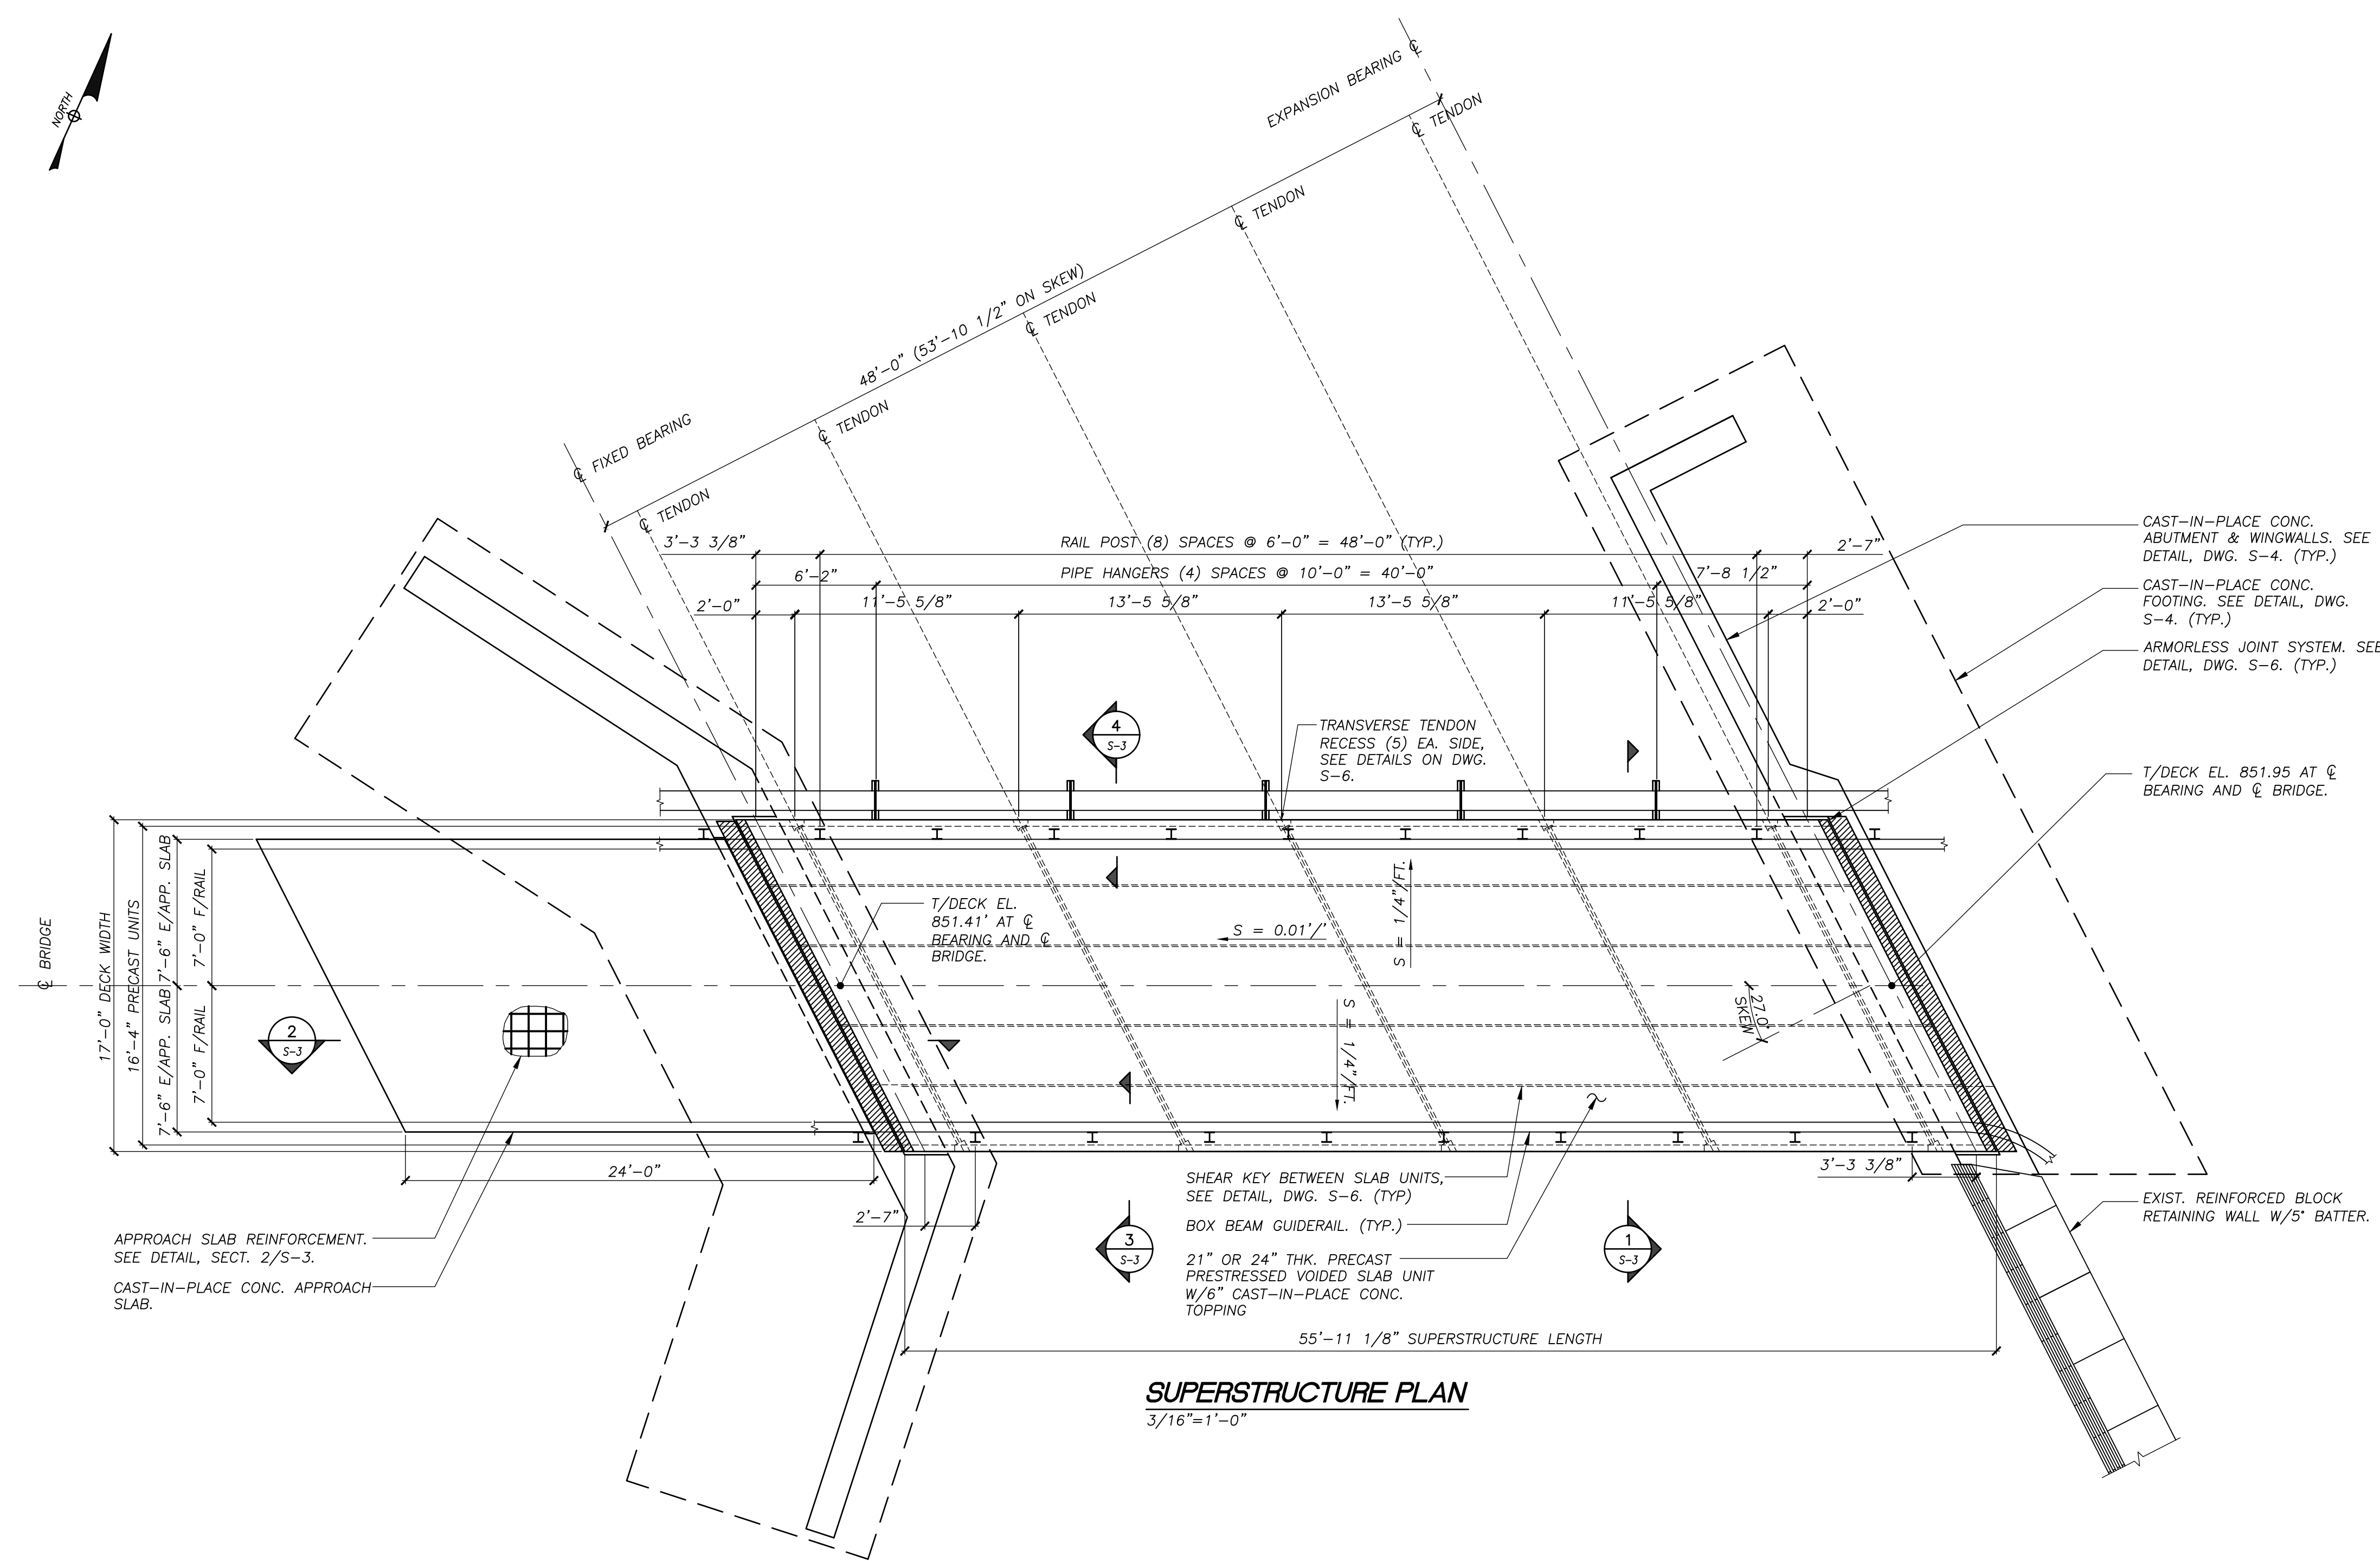 NORTH
EXPANSION BEARING ℄
℄ TENDON
℄ TENDON
℄ TENDON
℄ TENDON
℄ TENDON
48'-0" (53'-10 1/2" ON SKEW)
℄ FIXED BEARING
3'-3 3/8"
RAIL POST (8) SPACES @ 6'-0" = 48'-0" (TYP.)
2'-7"
6'-2"
PIPE HANGERS (4) SPACES @ 10'-0" = 40'-0"
7'-8 1/2"
2'-0"
11'-5 5/8"
13'-5 5/8"
13'-5 5/8"
11'-5 5/8"
2'-0"
CAST-IN-PLACE CONC.
ABUTMENT & WINGWALLS. SEE
DETAIL, DWG. S-4. (TYP.)
CAST-IN-PLACE CONC.
FOOTING. SEE DETAIL, DWG.
S-4. (TYP.)
ARMORLESS JOINT SYSTEM. SEE
DETAIL, DWG. S-6. (TYP.)
4
S-3
TRANSVERSE TENDON
RECESS (5) EA. SIDE,
SEE DETAILS ON DWG.
S-6.
T/DECK EL. 851.95 AT ℄
BEARING AND ℄ BRIDGE.
℄ BRIDGE
17'-0" DECK WIDTH
16'-4" PRECAST UNITS
7'-6" E/APP. SLAB
7'-6" E/APP. SLAB
7'-0" F/RAIL
7'-0" F/RAIL
T/DECK EL.
851.41' AT ℄
BEARING AND ℄
BRIDGE.
S = 0.01'/'
S = 1/4"/FT.
S = 1/4"/FT.
27.0°
SKEW
2
S-3
24'-0"
2'-7"
3'-3 3/8"
APPROACH SLAB REINFORCEMENT.
SEE DETAIL, SECT. 2/S-3.
CAST-IN-PLACE CONC. APPROACH
SLAB.
3
S-3
SHEAR KEY BETWEEN SLAB UNITS,
SEE DETAIL, DWG. S-6. (TYP)
BOX BEAM GUIDERAIL. (TYP.)
21" OR 24" THK. PRECAST
PRESTRESSED VOIDED SLAB UNIT
W/6" CAST-IN-PLACE CONC.
TOPPING
1
S-3
EXIST. REINFORCED BLOCK
RETAINING WALL W/5° BATTER.
55'-11 1/8" SUPERSTRUCTURE LENGTH
SUPERSTRUCTURE PLAN
3/16"=1'-0"